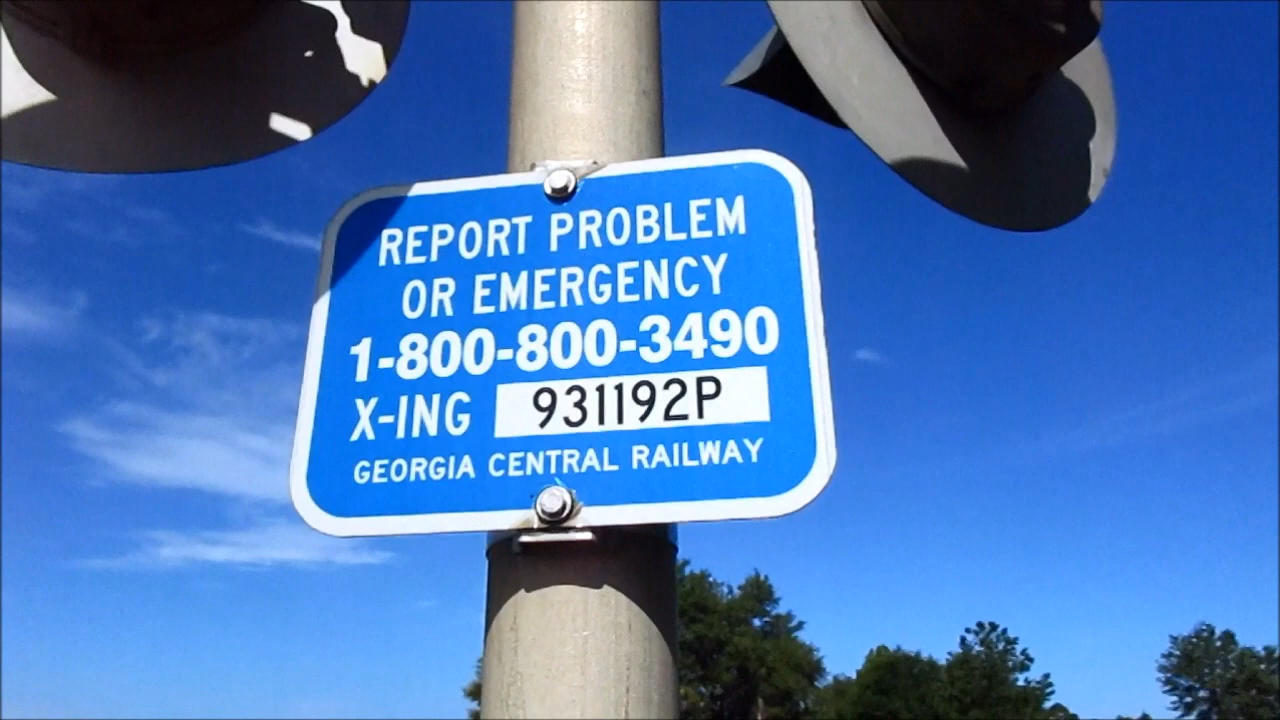 REPORT PROBLEM
OR EMERGENCY
1-800-800-3490
X-ING 931192P
GEORGIA CENTRAL RAILWAY